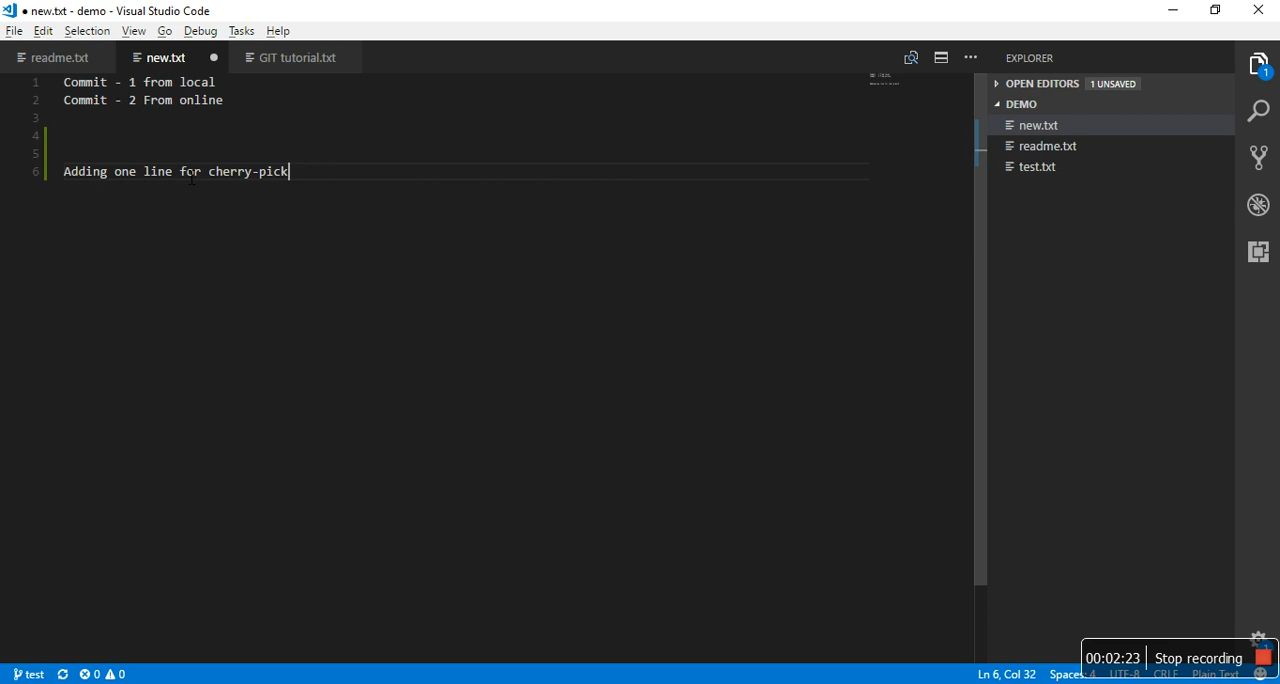 ● new.txt - demo - Visual Studio Code
File Edit Selection View Go Debug Tasks Help
readme.txt new.txt GIT tutorial.txt
EXPLORER
OPEN EDITORS 1 UNSAVED
DEMO
new.txt
readme.txt
test.txt
1
1 Commit - 1 from local
2 Commit - 2 From online
3
4
5
6 Adding one line for cherry-pick
00:02:23 Stop recording
test 0 0 Ln 6, Col 32 Spaces: 4 UTF-8 CRLF Plain Text